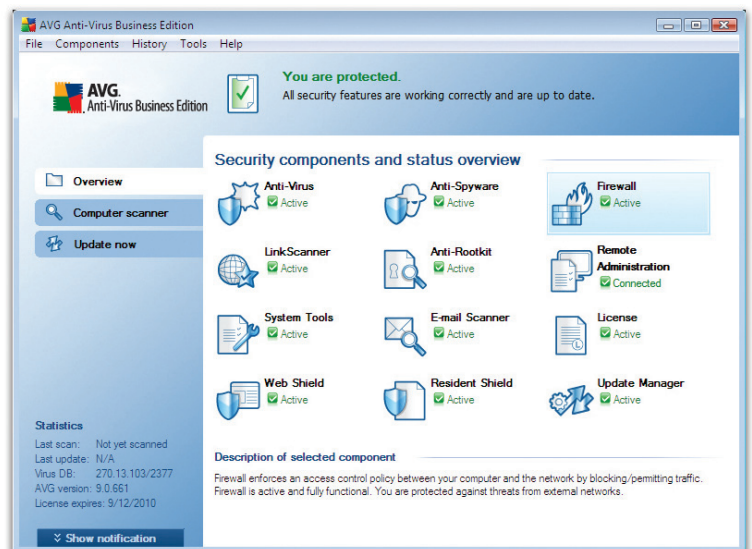 AVG Anti-Virus Business Edition
File Components History Tools Help
AVG.
Anti-Virus Business Edition
You are protected.
All security features are working correctly and are up to date.
Overview
Computer scanner
Update now
Security components and status overview
Anti-Virus
Active
Anti-Spyware
Active
Firewall
Active
LinkScanner
Active
Anti-Rootkit
Active
Remote
Administration
Connected
System Tools
Active
E-mail Scanner
Active
License
Active
Web Shield
Active
Resident Shield
Active
Update Manager
Active
Statistics
Last scan: Not yet scanned
Last update: N/A
Virus DB: 270.13.103/2377
AVG version: 9.0.661
License expires: 9/12/2010
Show notification
Description of selected component
Firewall enforces an access control policy between your computer and the network by blocking/permitting traffic.
Firewall is active and fully functional. You are protected against threats from external networks.